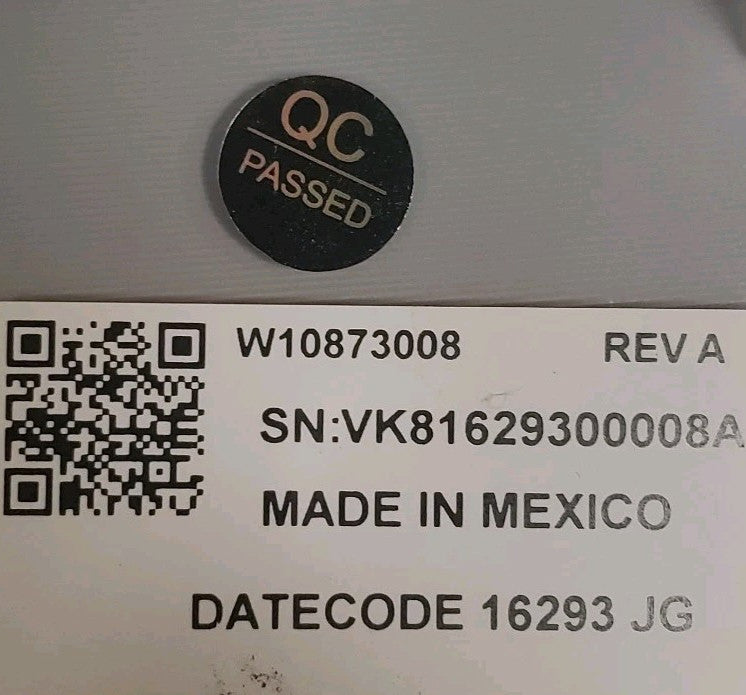 QC
PASSED
W10873008 REV A
SN:VK81629300008A
MADE IN MEXICO
DATECODE 16293 JG